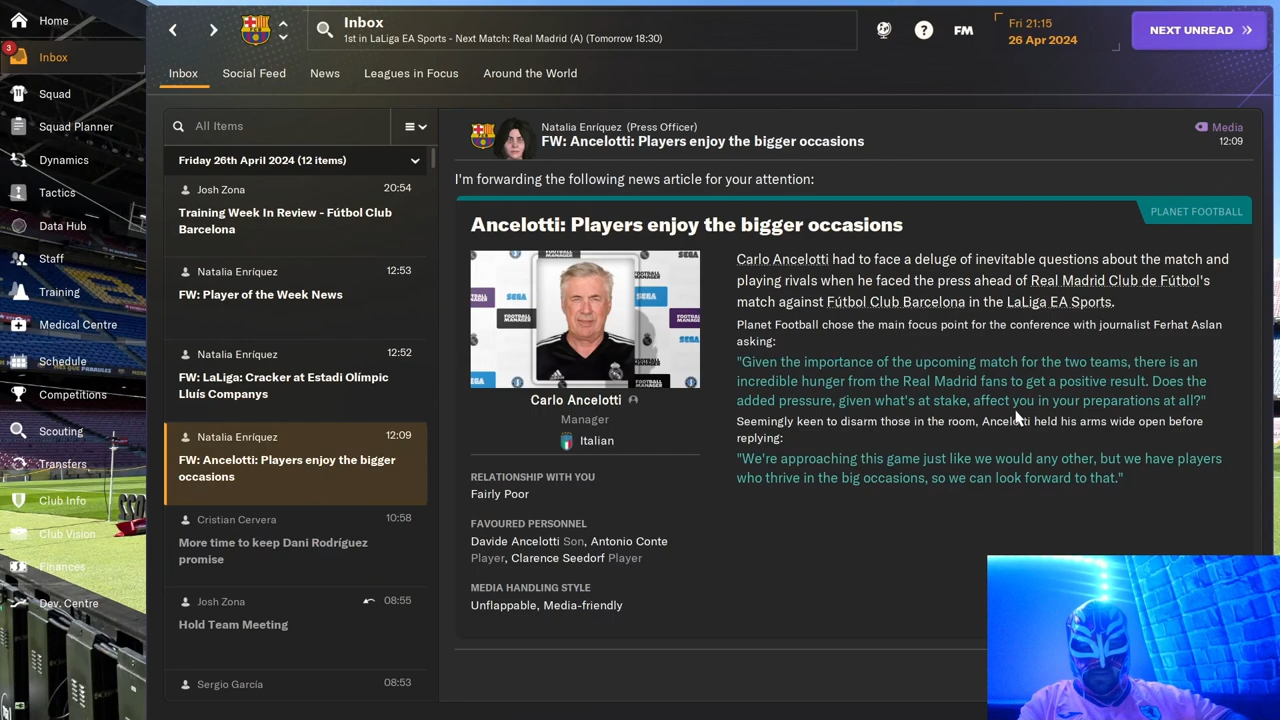 Home
3
Inbox
Squad
Squad Planner
Dynamics
Tactics
Data Hub
Staff
Training
Medical Centre
Schedule
Competitions
Scouting
Transfers
Club Info
Club Vision
Finances
Dev. Centre
Inbox
1st in LaLiga EA Sports - Next Match: Real Madrid (A) (Tomorrow 18:30)
?
FM
Fri 21:15
26 Apr 2024
NEXT UNREAD
Inbox
Social Feed
News
Leagues in Focus
Around the World
All Items
Friday 26th April 2024 (12 items)
Josh Zona
20:54
Training Week In Review - Fútbol Club
Barcelona
Natalia Enríquez
12:53
FW: Player of the Week News
Natalia Enríquez
12:52
FW: LaLiga: Cracker at Estadi Olímpic
Lluís Companys
Natalia Enríquez
12:09
FW: Ancelotti: Players enjoy the bigger
occasions
Cristian Cervera
10:58
More time to keep Dani Rodríguez
promise
Josh Zona
08:55
Hold Team Meeting
Sergio García
08:53
Natalia Enríquez (Press Officer)
FW: Ancelotti: Players enjoy the bigger occasions
Media
12:09
I'm forwarding the following news article for your attention:
PLANET FOOTBALL
Ancelotti: Players enjoy the bigger occasions
Carlo Ancelotti
Manager
Italian
RELATIONSHIP WITH YOU
Fairly Poor
FAVOURED PERSONNEL
Davide Ancelotti Son, Antonio Conte
Player, Clarence Seedorf Player
MEDIA HANDLING STYLE
Unflappable, Media-friendly
Carlo Ancelotti had to face a deluge of inevitable questions about the match and
playing rivals when he faced the press ahead of Real Madrid Club de Fútbol's
match against Fútbol Club Barcelona in the LaLiga EA Sports.
Planet Football chose the main focus point for the conference with journalist Ferhat Aslan
asking:
"Given the importance of the upcoming match for the two teams, there is an
incredible hunger from the Real Madrid fans to get a positive result. Does the
added pressure, given what's at stake, affect you in your preparations at all?"
Seemingly keen to disarm those in the room, Ancelotti held his arms wide open before
replying:
"We're approaching this game just like we would any other, but we have players
who thrive in the big occasions, so we can look forward to that."